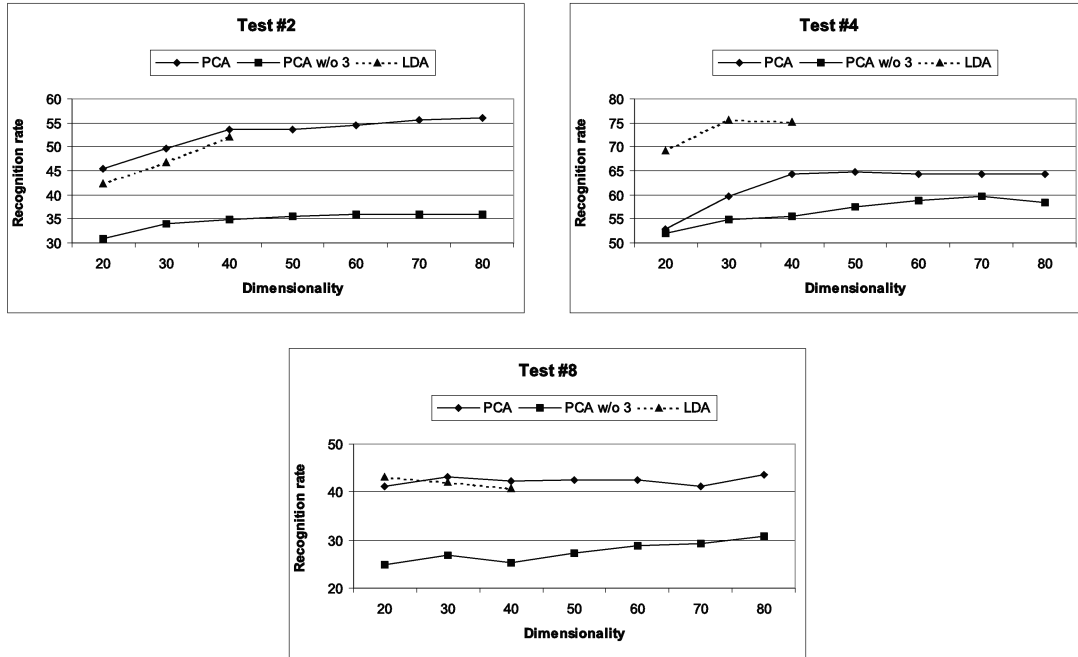 Test #2
PCA PCA w/o 3 LDA
Recognition rate
60
55
50
45
40
35
30
20 30 40 50 60 70 80
Dimensionality
Test #4
PCA PCA w/o 3 LDA
Recognition rate
80
75
70
65
60
55
50
20 30 40 50 60 70 80
Dimensionality
Test #8
PCA PCA w/o 3 LDA
Recognition rate
50
40
30
20
20 30 40 50 60 70 80
Dimensionality